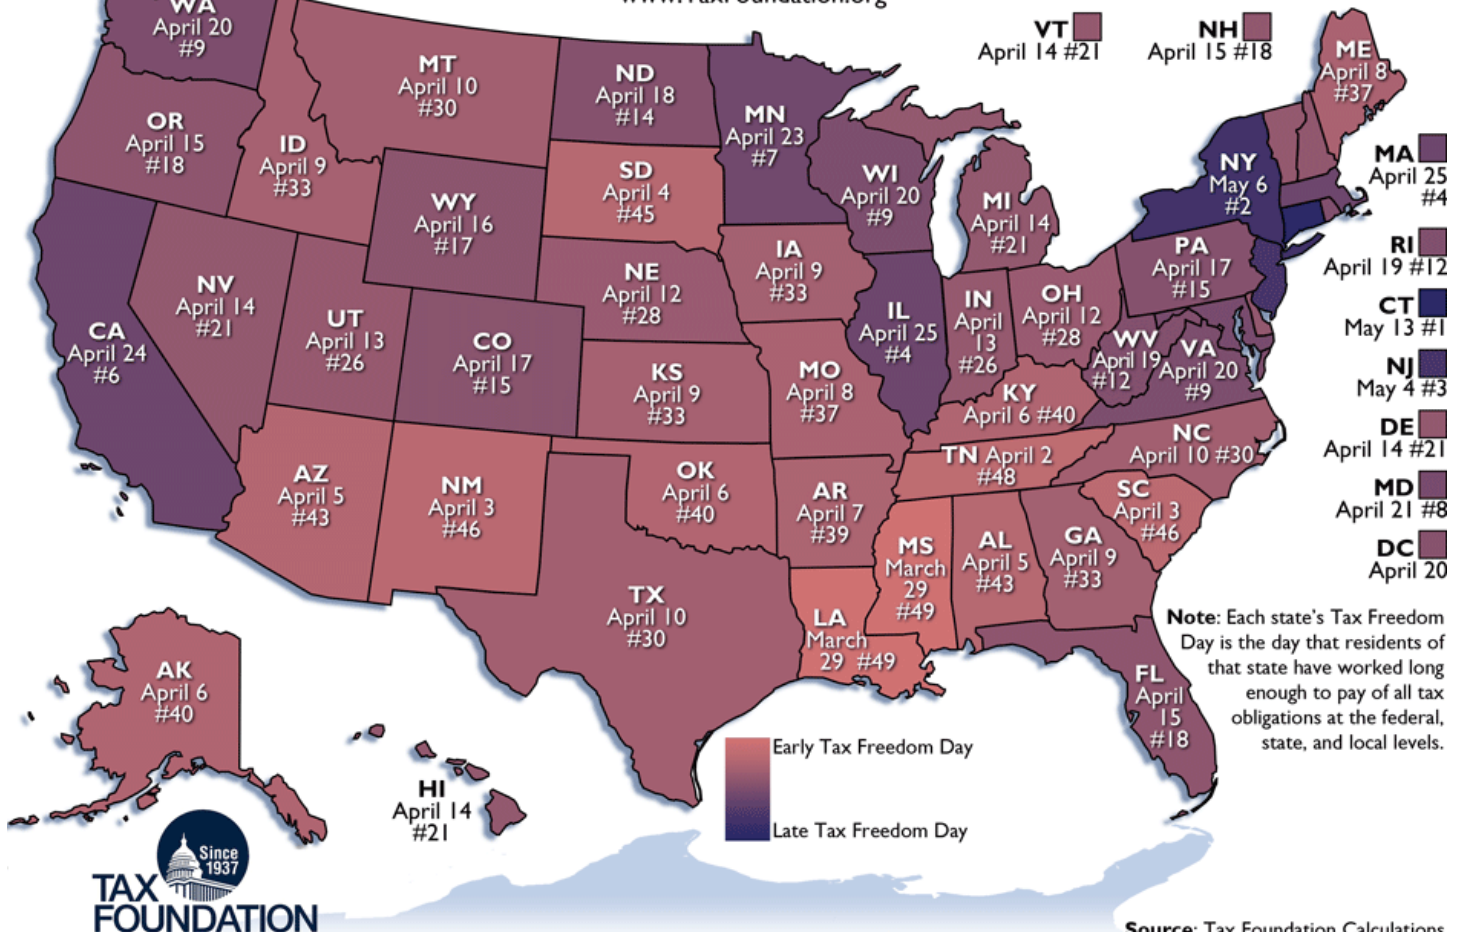 WA
April 20
#9
MT
April 10
#30
ND
April 18
#14
MN
April 23
#7
VT
April 14 #21
NH
April 15 #18
ME
April 8
#37
OR
April 15
#18
ID
April 9
#33
WY
April 16
#17
SD
April 4
#45
WI
April 20
#9
MI
April 14
#21
NY
May 6
#2
MA
April 25
#4
RI
April 19 #12
CT
May 13 #1
NJ
May 4 #3
DE
April 14 #21
MD
April 21 #8
DC
April 20
CA
April 24
#6
NV
April 14
#21
UT
April 13
#26
CO
April 17
#15
NE
April 12
#28
KS
April 9
#33
IA
April 9
#33
MO
April 8
#37
IL
April 25
#4
IN
April
13
#26
OH
April 12
#28
PA
April 17
#15
WV
April 19
#12
VA
April 20
#9
KY
April 6 #40
NC
April 10 #30
TN April 2
#48
SC
April 3
#46
AZ
April 5
#43
NM
April 3
#46
OK
April 6
#40
AR
April 7
#39
MS
March
29
#49
AL
April 5
#43
GA
April 9
#33
TX
April 10
#30
LA
March
29 #49
FL
April
15
#18
AK
April 6
#40
HI
April 14
#21
Note: Each state's Tax Freedom
Day is the day that residents of
that state have worked long
enough to pay of all tax
obligations at the federal,
state, and local levels.
Early Tax Freedom Day
Late Tax Freedom Day
Since
1937
TAX
FOUNDATION
Source: Tax Foundation Calculations